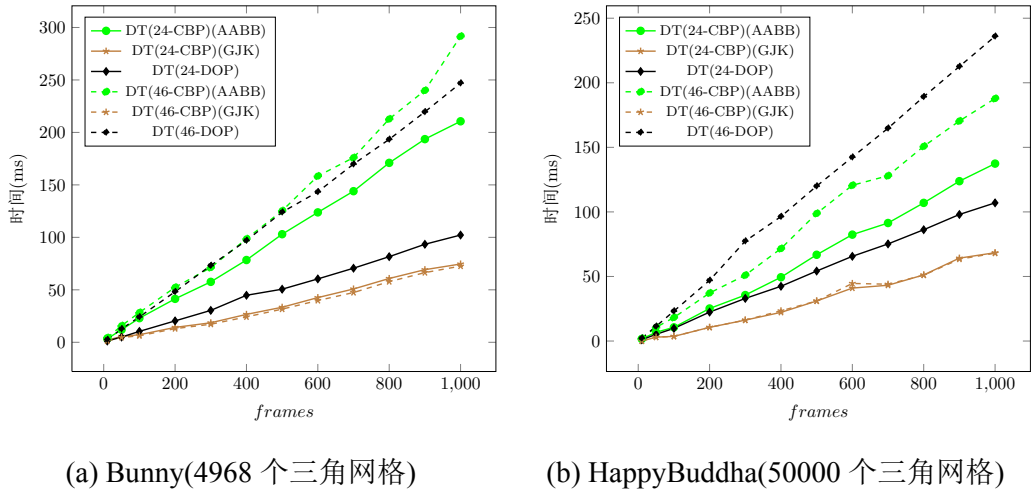 300
250
200
150
100
50
0
时间(ms)
DT(24-CBP)(AABB)
DT(24-CBP)(GJK)
DT(24-DOP)
DT(46-CBP)(AABB)
DT(46-CBP)(GJK)
DT(46-DOP)
0 200 400 600 800 1,000
frames
(a) Bunny(4968 个三角网格)
250
200
150
100
50
0
时间(ms)
DT(24-CBP)(AABB)
DT(24-CBP)(GJK)
DT(24-DOP)
DT(46-CBP)(AABB)
DT(46-CBP)(GJK)
DT(46-DOP)
0 200 400 600 800 1,000
frames
(b) HappyBuddha(50000 个三角网格)